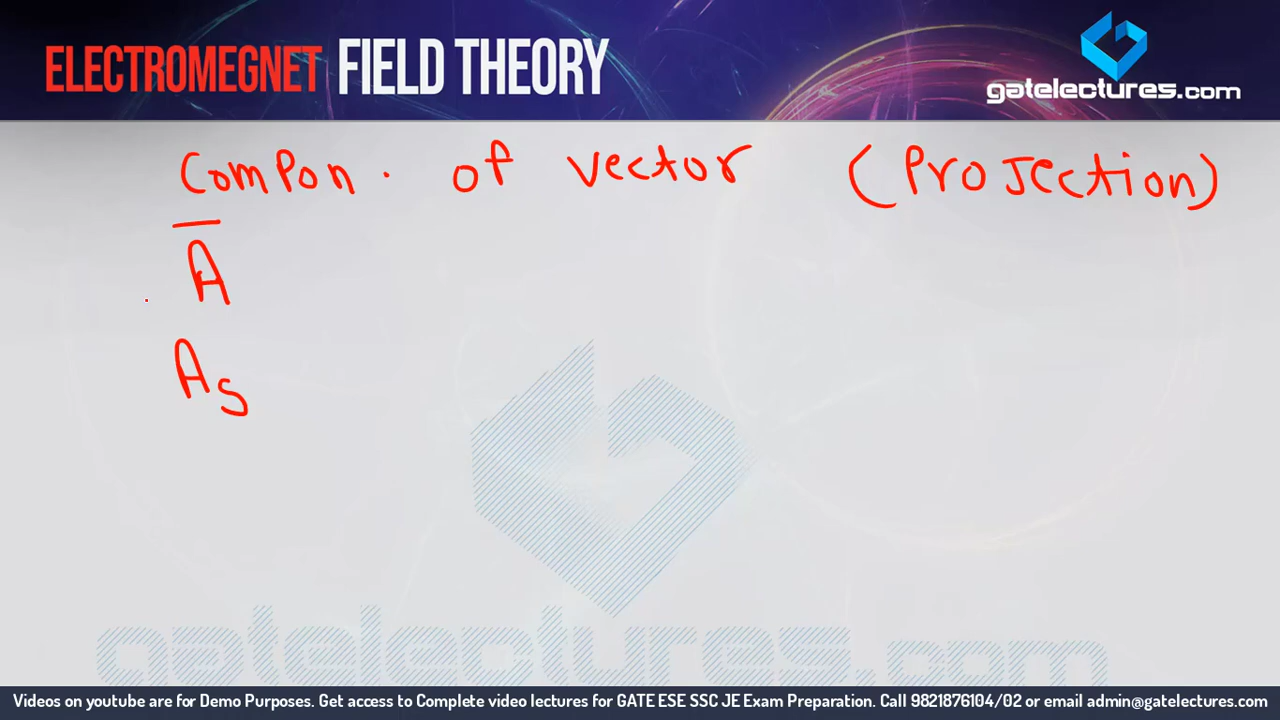 ELECTROMEGNET FIELD THEORY
gatelectures.com
Compon. of vector (Projection)
A
As
gatelectures.com
Videos on youtube are for Demo Purposes. Get access to Complete video lectures for GATE ESE SSC JE Exam Preparation. Call 9821876104/02 or email admin@gatelectures.com